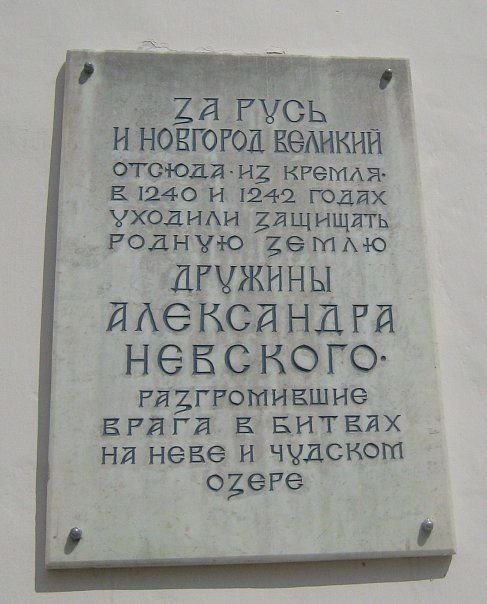 ЗА РУСЬ
И НОВГОРОД ВЕЛИКИЙ
ОТСЮДА·ИЗ КРЕМЛЯ·
В 1240 И 1242 ГОДАХ
УХОДИЛИ ЗАЩИЩАТЬ
РОДНУЮ ЗЕМЛЮ
ДРУЖИНЫ
АЛЕКСАНДРА
НЕВСКОГО·
РАЗГРОМИВШИЕ
ВРАГА В БИТВАХ
НА НЕВЕ И ЧУДСКОМ
ОЗЕРЕ